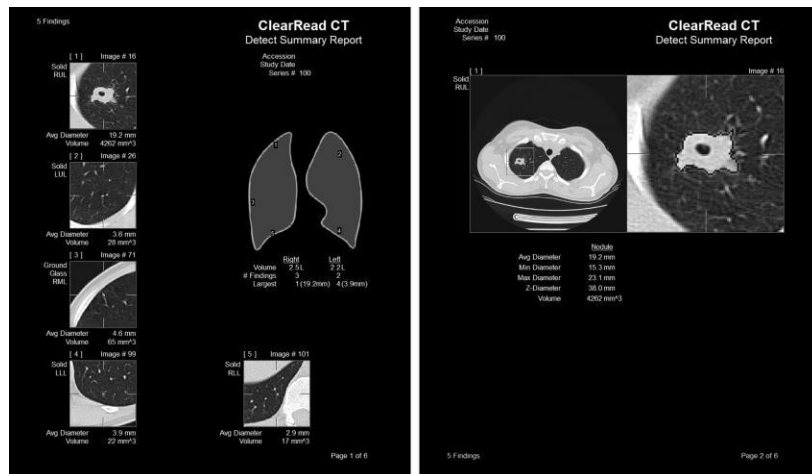 5 Findings
ClearRead CT
Detect Summary Report
Accession
Study Date
Series # 100
[ 1 ] Image # 16
Solid
RUL
Avg Diameter 19.2 mm
Volume 4262 mm^3
[ 2 ] Image # 26
Solid
LUL
Avg Diameter 3.6 mm
Volume 28 mm^3
[ 3 ] Image # 71
Ground
Glass
RML
Avg Diameter 4.6 mm
Volume 65 mm^3
[ 4 ] Image # 99
Solid
LLL
Avg Diameter 3.9 mm
Volume 22 mm^3
1
2
3
5
4
Right Left
Volume 2.5 L 2.2 L
# Findings 3 2
Largest 1 (19.2mm) 4 (3.9mm)
[ 5 ] Image # 101
Solid
RLL
Avg Diameter 2.9 mm
Volume 17 mm^3
Page 1 of 6
Accession
Study Date
Series # 100
ClearRead CT
Detect Summary Report
[ 1 ] Image # 16
Solid
RUL
Nodule
Avg Diameter 19.2 mm
Min Diameter 15.3 mm
Max Diameter 23.1 mm
Z-Diameter 38.0 mm
Volume 4262 mm^3
5 Findings
Page 2 of 6